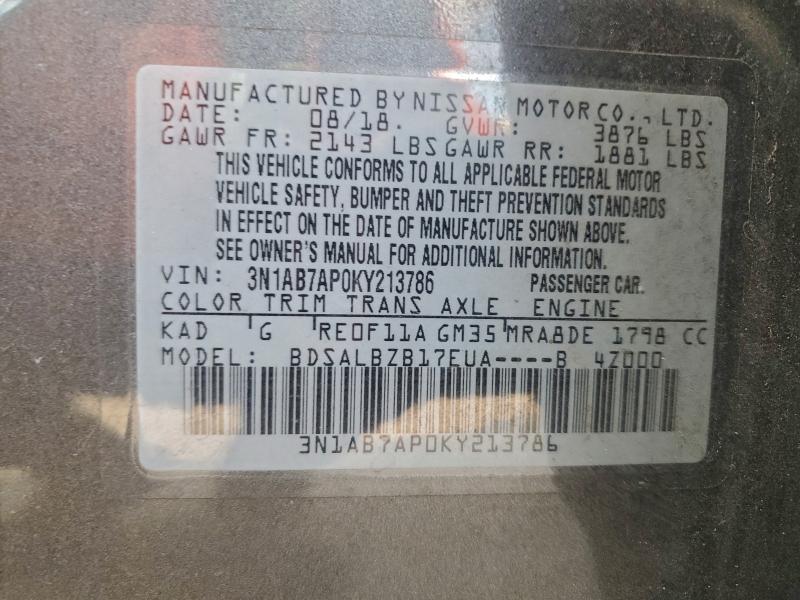 MANUFACTURED BY NISSAN MOTOR CO., LTD.
DATE: 08/18. GVWR: 3876 LBS
GAWR FR: 2143 LBS GAWR RR: 1881 LBS
THIS VEHICLE CONFORMS TO ALL APPLICABLE FEDERAL MOTOR
VEHICLE SAFETY, BUMPER AND THEFT PREVENTION STANDARDS
IN EFFECT ON THE DATE OF MANUFACTURE SHOWN ABOVE.
SEE OWNER'S MANUAL FOR ADDITIONAL INFORMATION.
VIN: 3N1AB7AP0KY213786 PASSENGER CAR.
COLOR TRIM TRANS AXLE ENGINE
KAD G RE0F11A GM35 MRA8DE 1798 CC
MODEL: BDSALBZB17EUA----B 4Z000
3N1AB7AP0KY213786